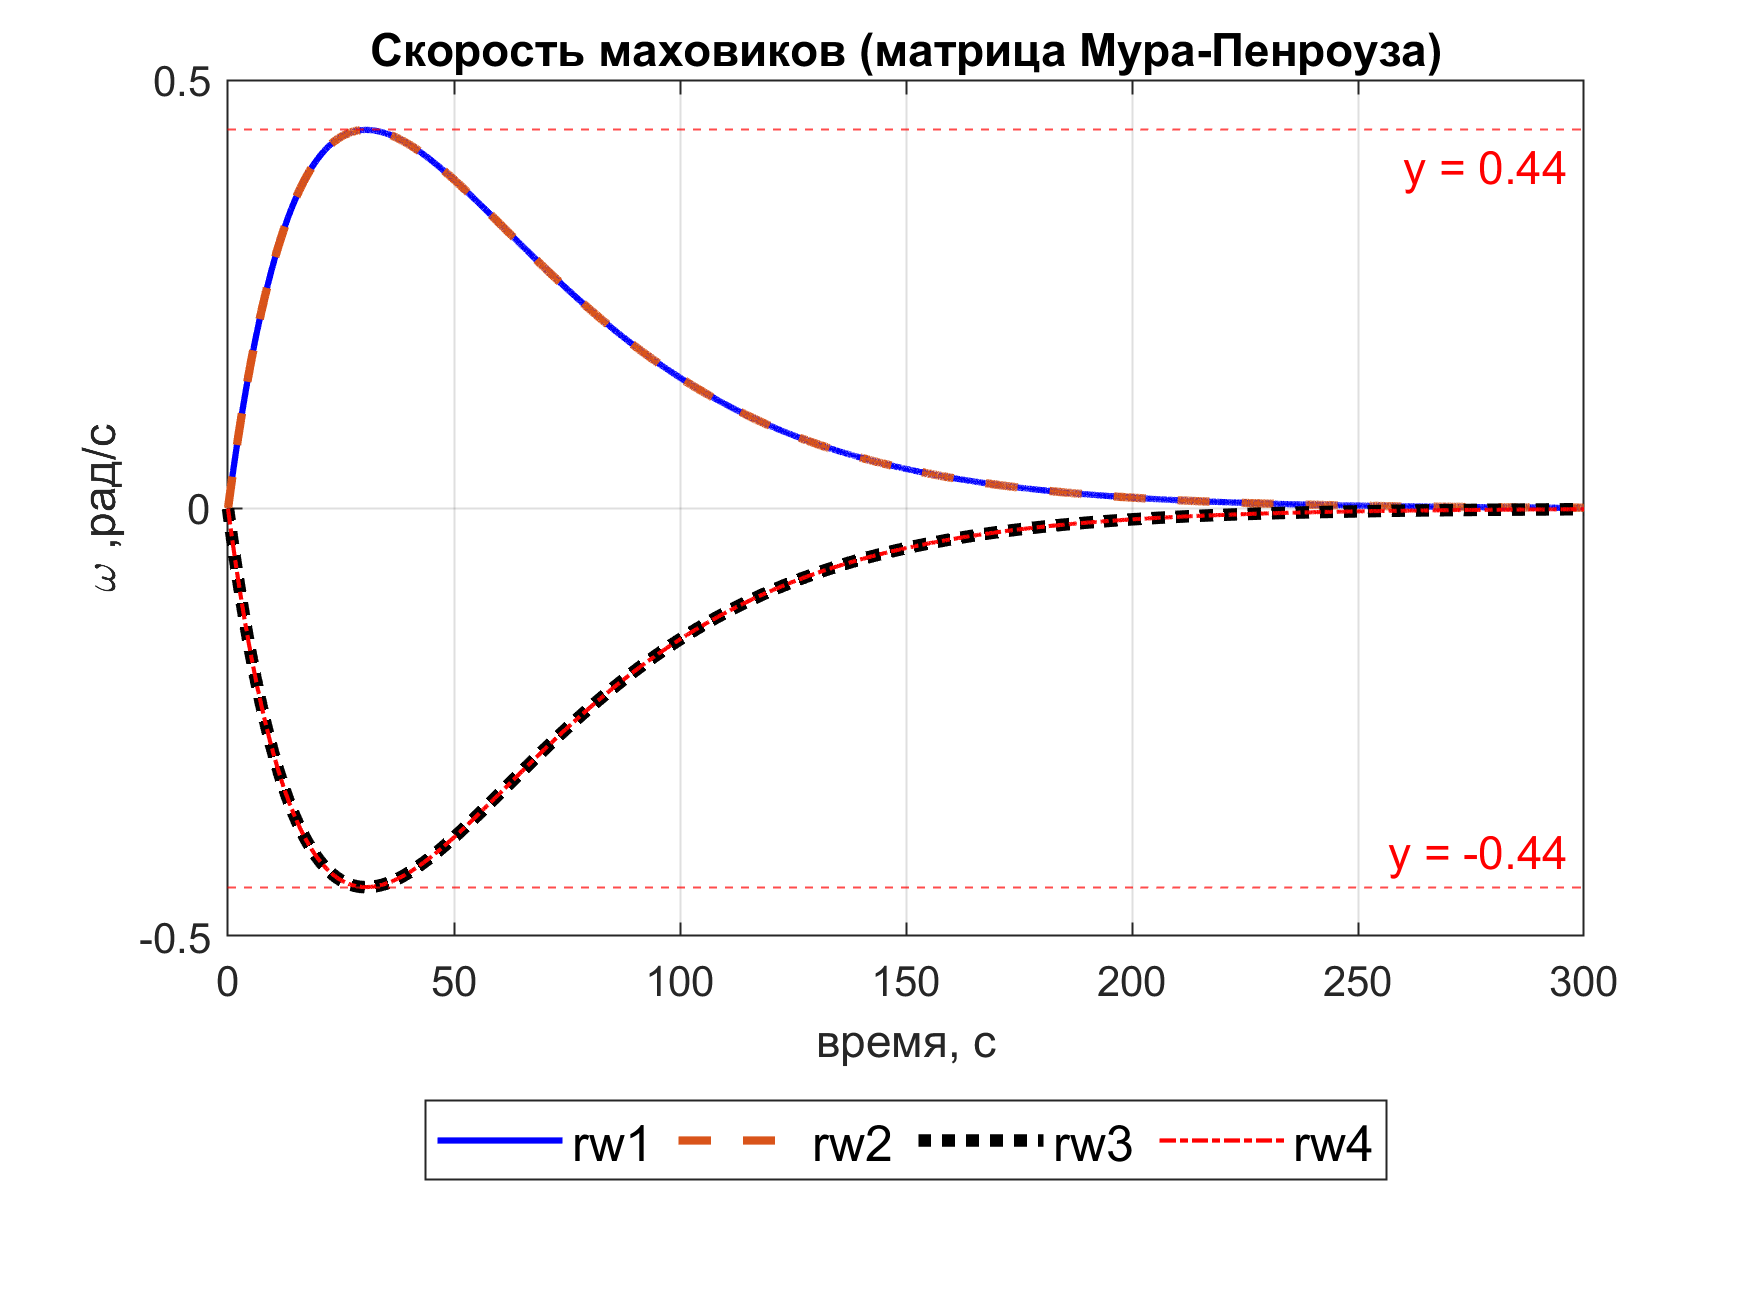 Скорость маховиков (матрица Мура-Пенроуза)
0.5
y = 0.44
ω ,рад/с
0
y = -0.44
-0.5
0 50 100 150 200 250 300
время, с
rw1 rw2 rw3 rw4